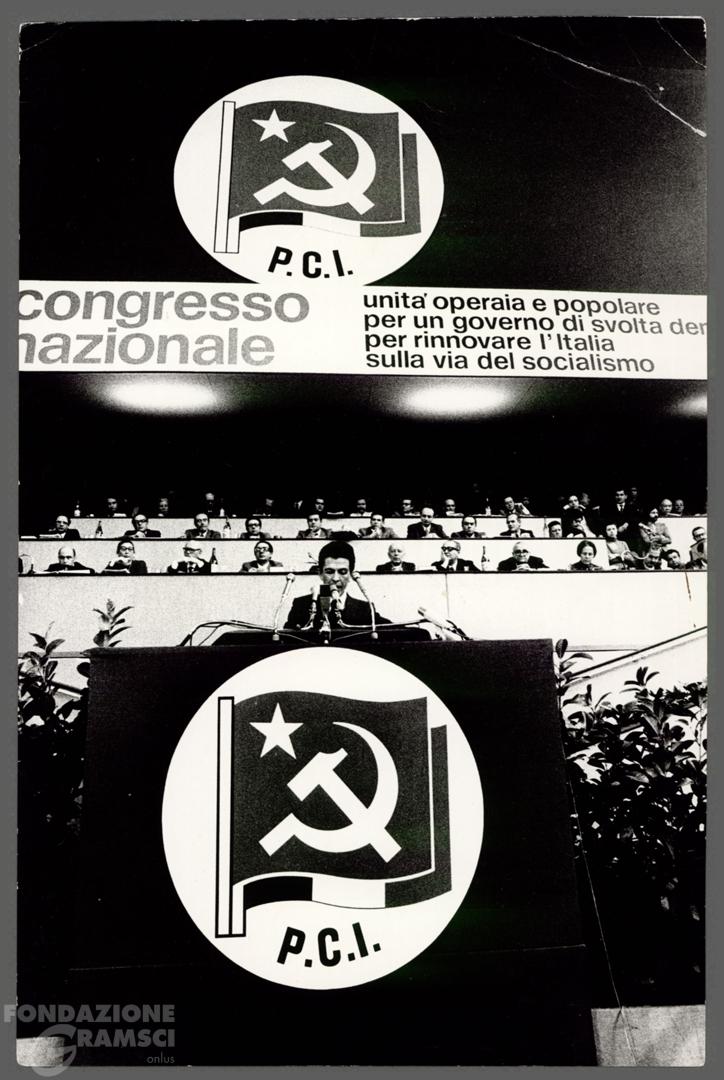 P.C.I.
congresso
nazionale
unita' operaia e popolare
per un governo di svolta der
per rinnovare l'Italia
sulla via del socialismo
P.C.I.
FONDAZIONE
GRAMSCI
onlus